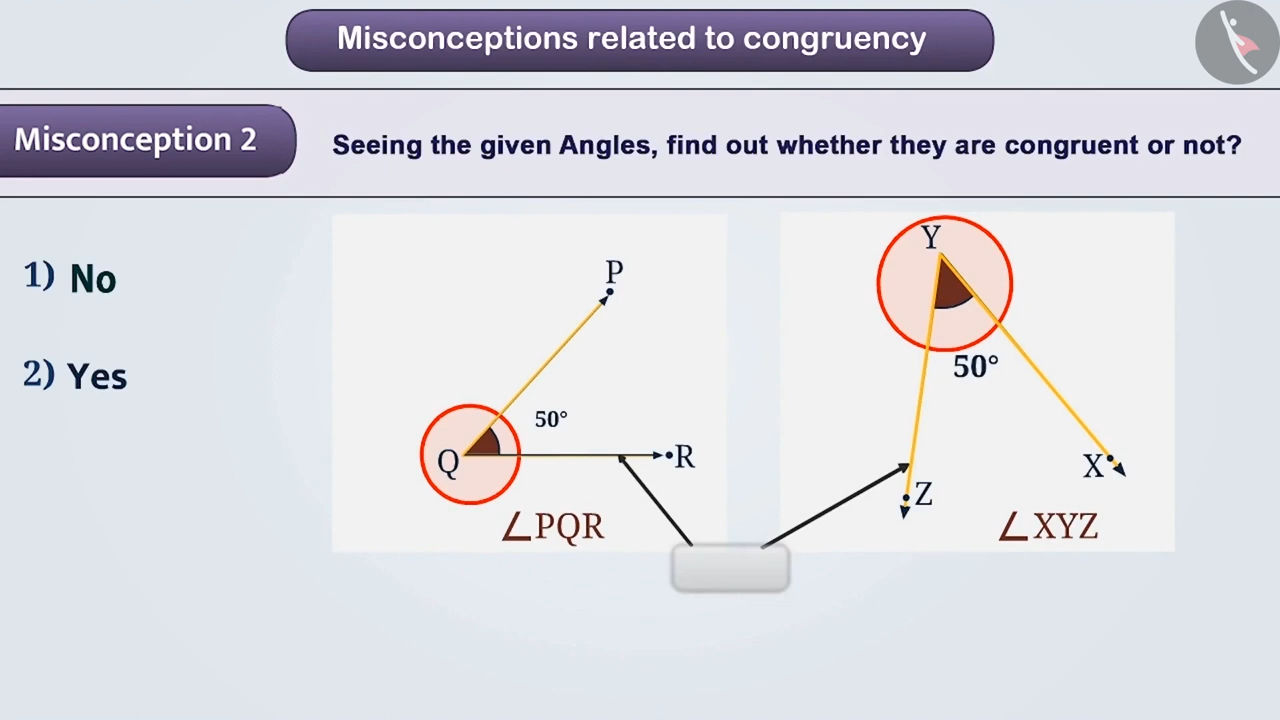 Misconceptions related to congruency
Misconception 2
Seeing the given Angles, find out whether they are congruent or not?
1) No
2) Yes
P
50°
Q
R
∠PQR
Y
50°
X
Z
∠XYZ